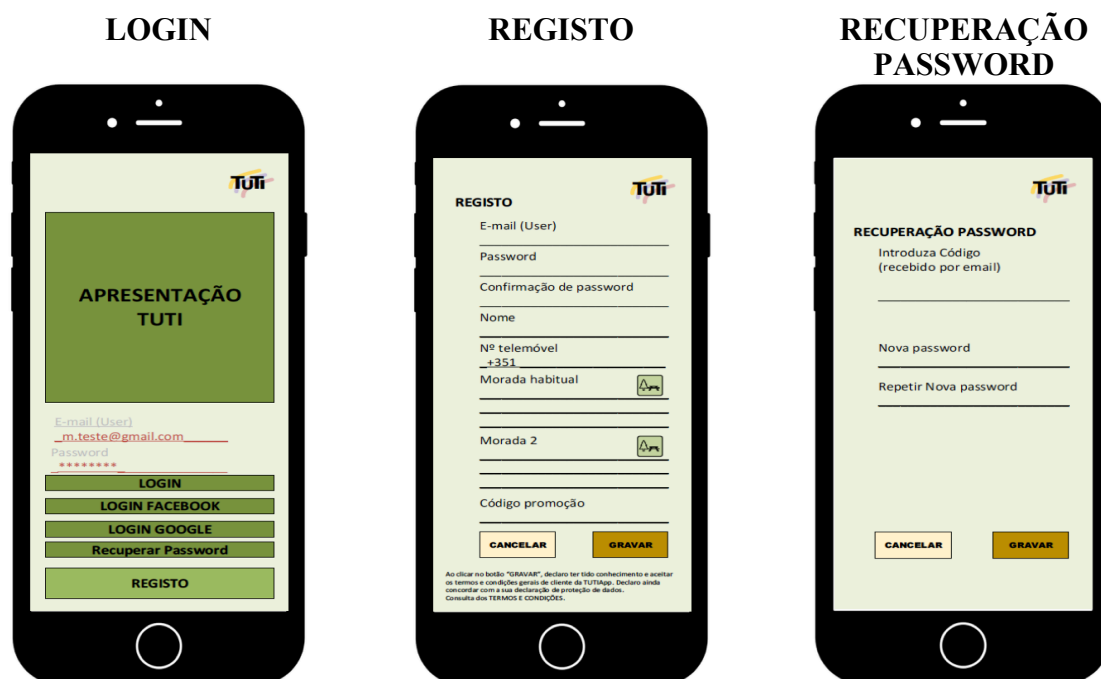 LOGIN
TUTi
APRESENTAÇÃO
TUTI
E-mail (User)
_m.teste@gmail.com______
Password
_********_
LOGIN
LOGIN FACEBOOK
LOGIN GOOGLE
Recuperar Password
REGISTO
REGISTO
TUTi
REGISTO
E-mail (User)
Password
Confirmação de password
Nome
Nº telemóvel
_+351
Morada habitual
Morada 2
Código promoção
CANCELAR
GRAVAR
Ao clicar no botão "GRAVAR", declaro ter tido conhecimento e aceitar
os termos e condições gerais de cliente da TUTIApp. Declaro ainda
concordar com a sua declaração de proteção de dados.
Consulta dos TERMOS E CONDIÇÕES.
RECUPERAÇÃO
PASSWORD
TUTi
RECUPERAÇÃO PASSWORD
Introduza Código
(recebido por email)
Nova password
Repetir Nova password
CANCELAR
GRAVAR